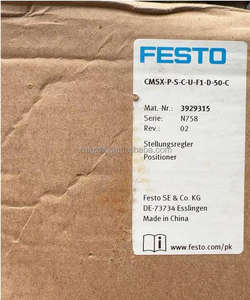 FESTO
CMSX-P-S-C-U-F1-D-50-C
Mat.-Nr.: 3929315
Serie: N758
Rev.: 02
Stellungsregler
Positioner
Festo SE & Co. KG
DE-73734 Esslingen
Made in China
www.festo.com/pk